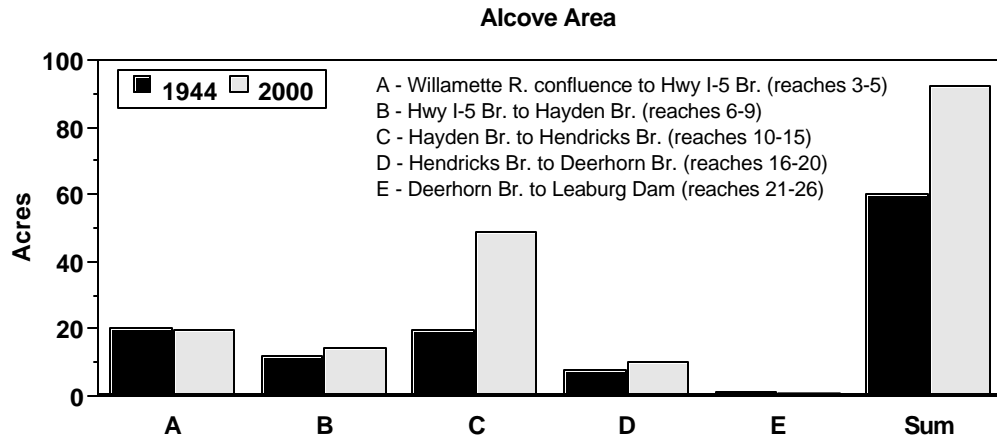 Alcove Area
1944 2000
A - Willamette R. confluence to Hwy I-5 Br. (reaches 3-5)
B - Hwy I-5 Br. to Hayden Br. (reaches 6-9)
C - Hayden Br. to Hendricks Br. (reaches 10-15)
D - Hendricks Br. to Deerhorn Br. (reaches 16-20)
E - Deerhorn Br. to Leaburg Dam (reaches 21-26)
Acres
100
80
60
40
20
0
A B C D E Sum